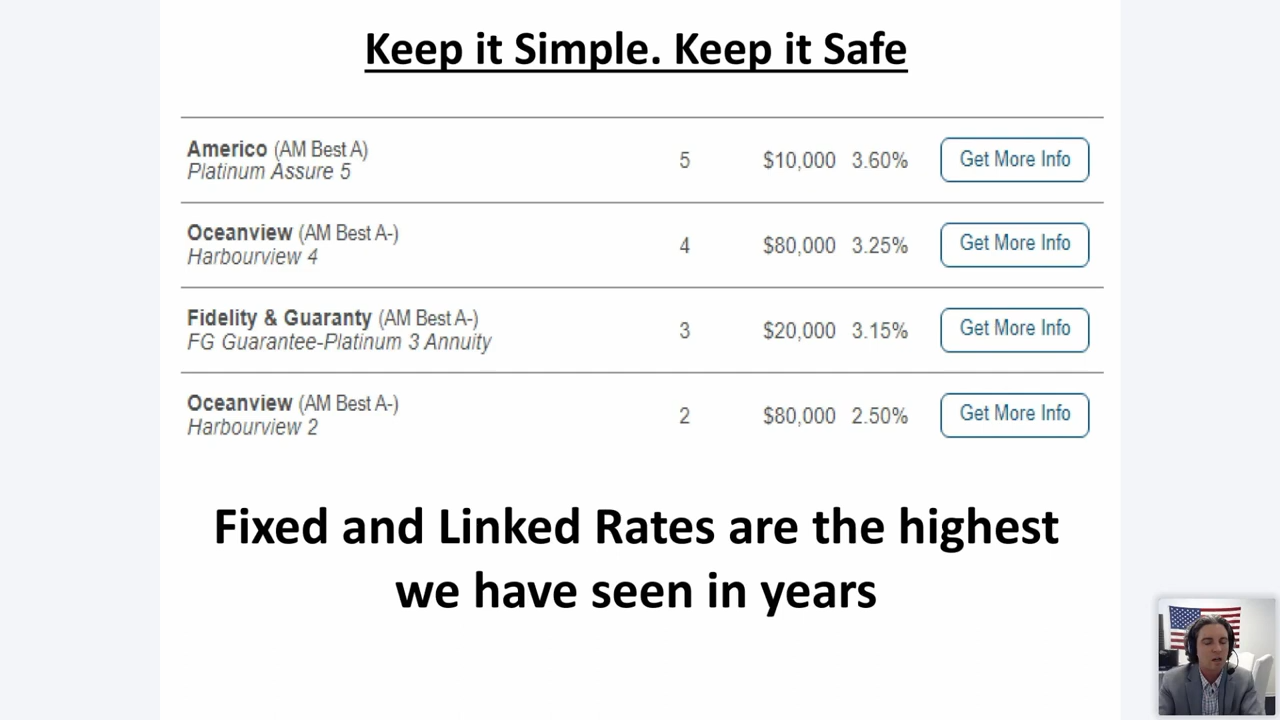 Keep it Simple. Keep it Safe
Americo (AM Best A)
Platinum Assure 5
5 $10,000 3.60% Get More Info
Oceanview (AM Best A-)
Harbourview 4
4 $80,000 3.25% Get More Info
Fidelity & Guaranty (AM Best A-)
FG Guarantee-Platinum 3 Annuity
3 $20,000 3.15% Get More Info
Oceanview (AM Best A-)
Harbourview 2
2 $80,000 2.50% Get More Info
Fixed and Linked Rates are the highest
we have seen in years